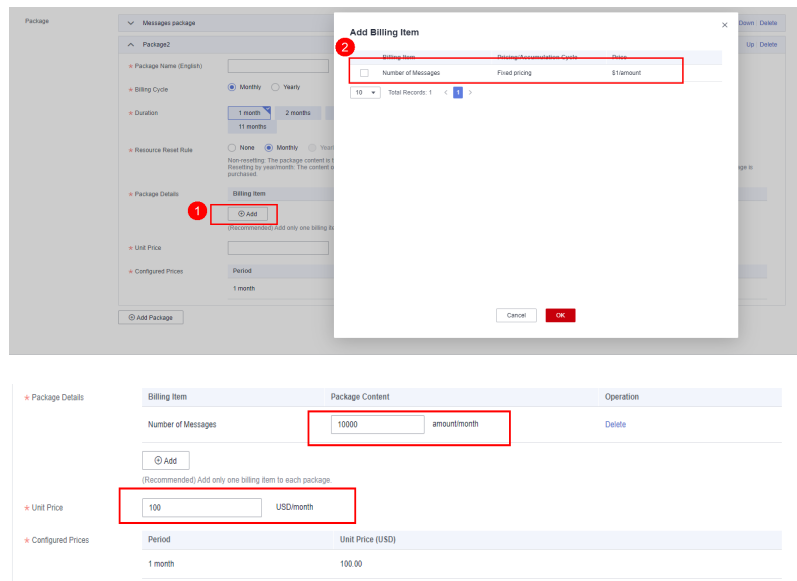 Package
Messages package
Down Delete
Package2
Up Delete
* Package Name (English)
* Billing Cycle
Monthly Yearly
* Duration
1 month 2 months
11 months
* Resource Reset Rule
None Monthly Year
Non-resetting: The package content is
Resetting by year/month: The content o
purchased.
age is
* Package Details
Billing Item
1
Add
(Recommended) Add only one billing ite
* Unit Price
* Configured Prices
Period
1 month
Add Package
Add Billing Item
2
Billing Item Pricing/Accumulation Cycle Price
Number of Messages Fixed pricing $1/amount
10 Total Records: 1 < 1 >
Cancel OK
* Package Details
Billing Item Package Content Operation
Number of Messages 10000 amount/month Delete
Add
(Recommended) Add only one billing item to each package.
* Unit Price
100 USD/month
* Configured Prices
Period Unit Price (USD)
1 month 100.00